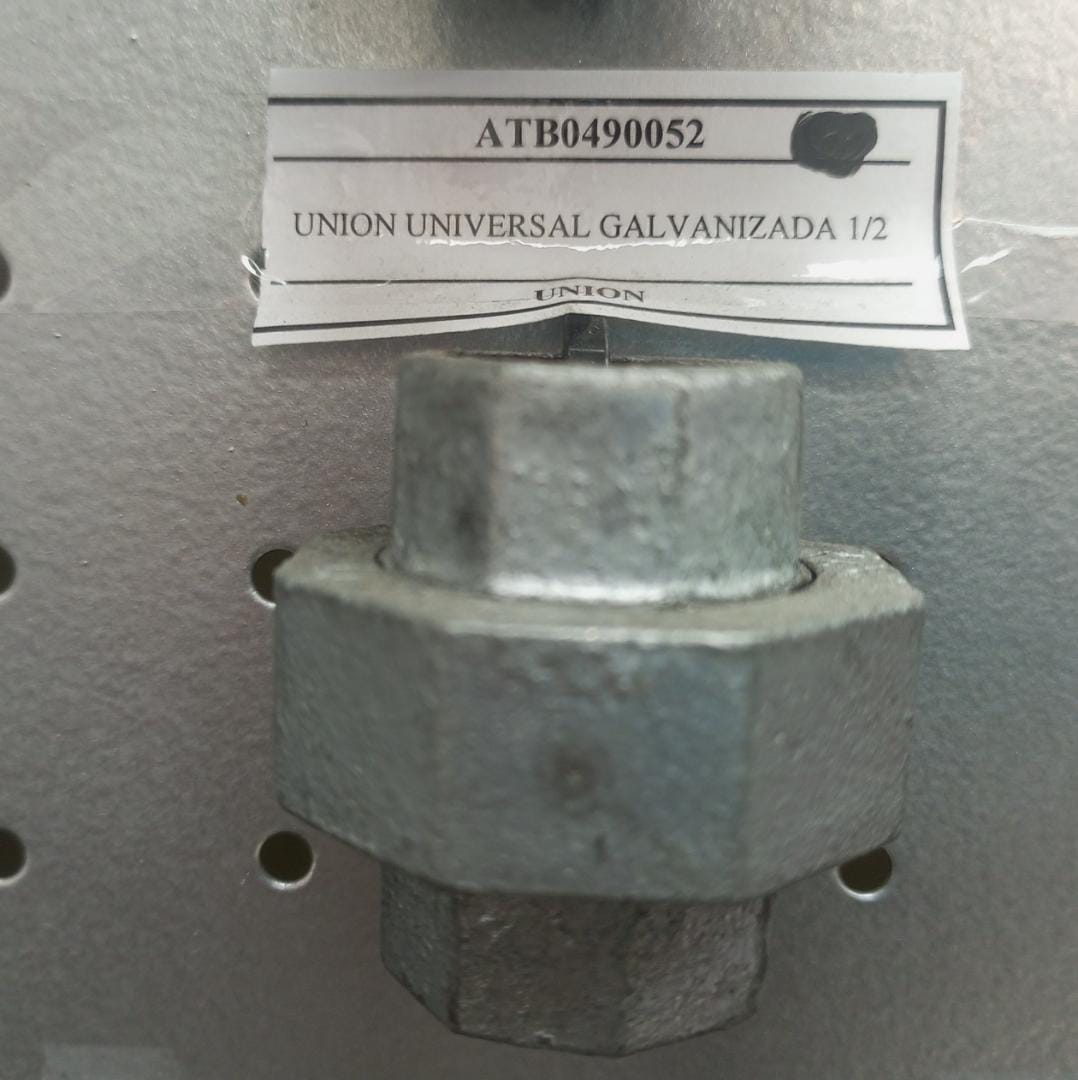 ATB0490052
UNION UNIVERSAL GALVANIZADA 1/2
UNION